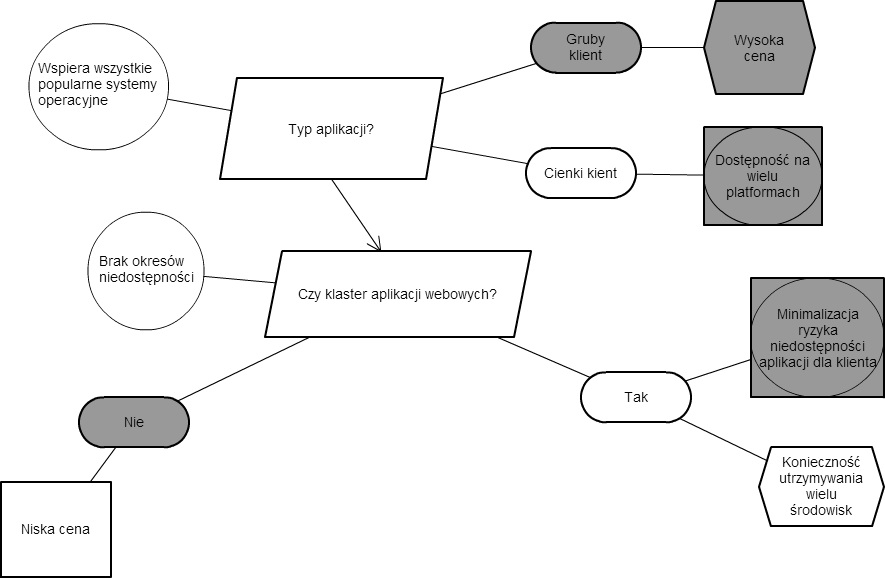 Gruby
klient
Wysoka
cena
Wspiera wszystkie
popularne systemy
operacyjne
Typ aplikacji?
Cienki kient
Dostępność na
wielu
platformach
Brak okresów
niedostępności
Czy klaster aplikacji webowych?
Minimalizacja
ryzyka
niedostępności
aplikacji dla klienta
Nie
Tak
Konieczność
utrzymywania
wielu
środowisk
Niska cena